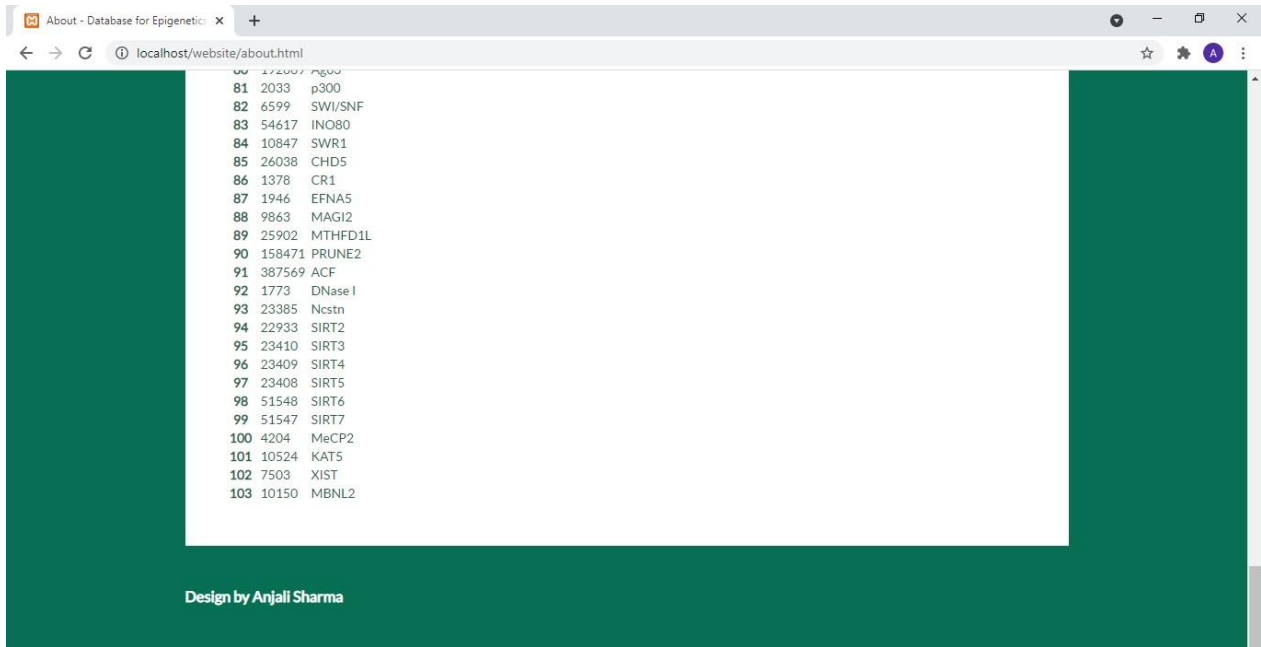 About - Database for Epigenetic
localhost/website/about.html
A
81 2033 p300
82 6599 SWI/SNF
83 54617 INO80
84 10847 SWR1
85 26038 CHD5
86 1378 CR1
87 1946 EFNA5
88 9863 MAGI2
89 25902 MTHFD1L
90 158471 PRUNE2
91 387569 ACF
92 1773 DNase I
93 23385 Ncstn
94 22933 SIRT2
95 23410 SIRT3
96 23409 SIRT4
97 23408 SIRT5
98 51548 SIRT6
99 51547 SIRT7
100 4204 MeCP2
101 10524 KAT5
102 7503 XIST
103 10150 MBNL2
Design by Anjali Sharma